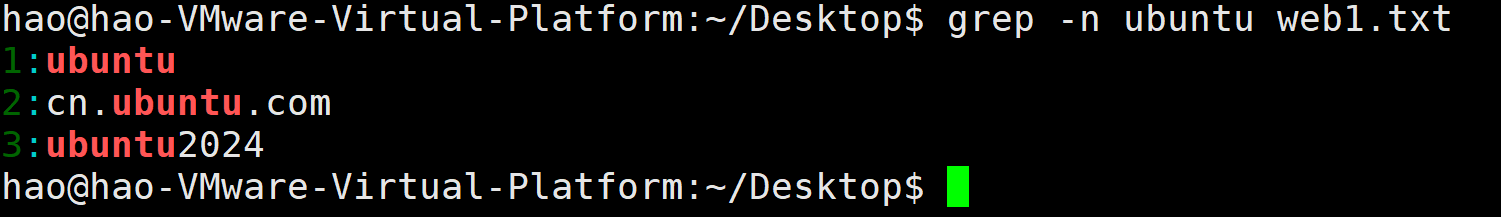 hao@hao-VMware-Virtual-Platform:~/Desktop$ grep -n ubuntu web1.txt
1:ubuntu
2:cn.ubuntu.com
3:ubuntu2024
hao@hao-VMware-Virtual-Platform:~/Desktop$